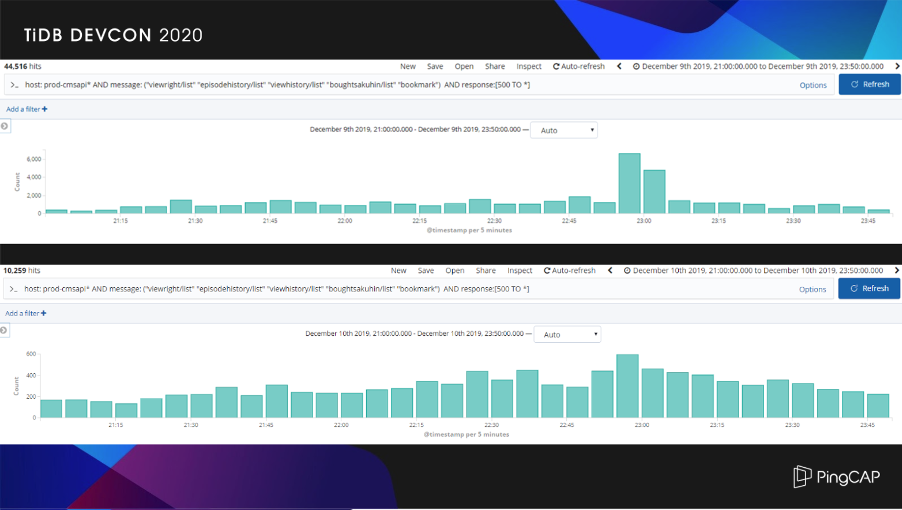 TiDB DEVCON 2020
44,516 hits
New Save Open Share Inspect Auto-refresh December 9th 2019, 21:00:00.000 to December 9th 2019, 23:50:00.000
>_ host: prod-cmsapi* AND message: ("viewright/list" "episodehistory/list" "viewhistory/list" "boughtsakuhin/list" "bookmark") AND response:[500 TO *]
Options
Refresh
Add a filter +
December 9th 2019, 21:00:00.000 - December 9th 2019, 23:50:00.000 — Auto
Count
6,000
4,000
2,000
0
21:15 21:30 21:45 22:00 22:15 22:30 22:45 23:00 23:15 23:30 23:45
@timestamp per 5 minutes
10,259 hits
New Save Open Share Inspect Auto-refresh December 10th 2019, 21:00:00.000 to December 10th 2019, 23:50:00.000
>_ host: prod-cmsapi* AND message: ("viewright/list" "episodehistory/list" "viewhistory/list" "boughtsakuhin/list" "bookmark") AND response:[500 TO *]
Options
Refresh
Add a filter +
December 10th 2019, 21:00:00.000 - December 10th 2019, 23:50:00.000 — Auto
Count
600
400
200
0
21:15 21:30 21:45 22:00 22:15 22:30 22:45 23:00 23:15 23:30 23:45
@timestamp per 5 minutes
PingCAP